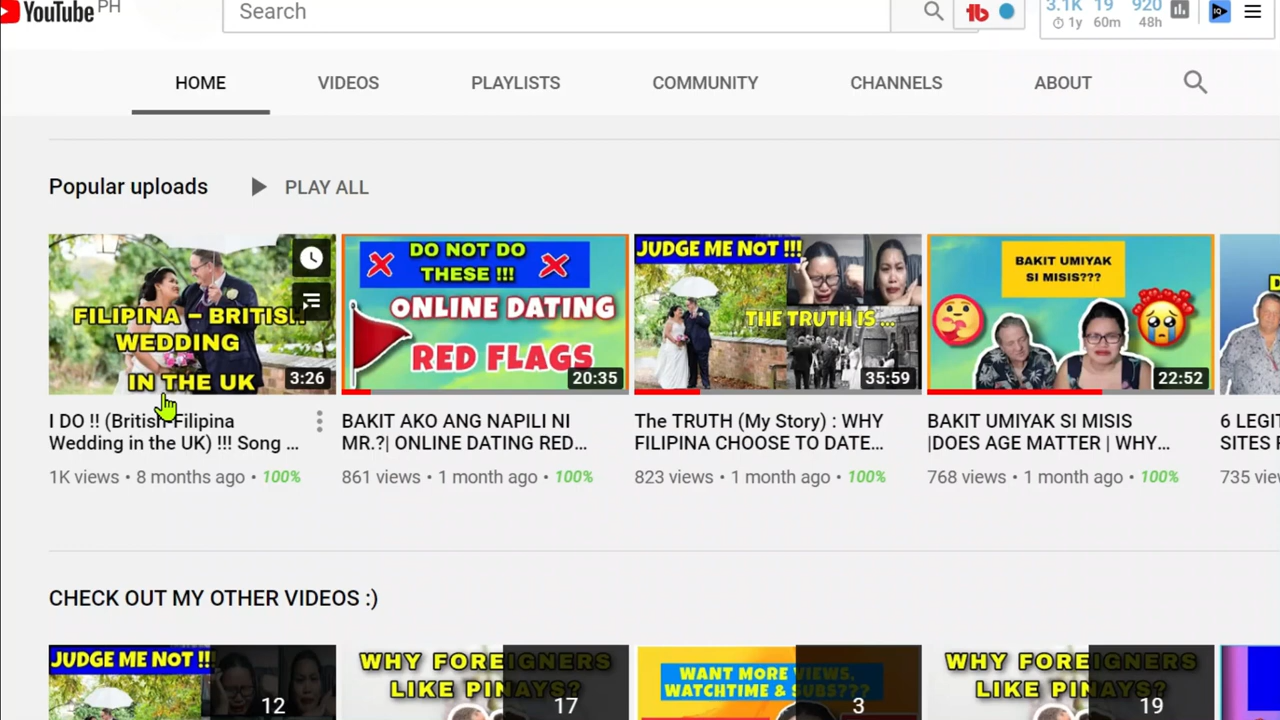 YouTube PH
Search
3.1K 19 920
1y 60m 48h
HOME VIDEOS PLAYLISTS COMMUNITY CHANNELS ABOUT
Popular uploads PLAY ALL
FILIPINA – BRITISH
WEDDING
IN THE UK
3:26
I DO !! (British Filipina
Wedding in the UK) !!! Song ...
1K views • 8 months ago • 100%
DO NOT DO
THESE !!!
ONLINE DATING
RED FLAGS
20:35
BAKIT AKO ANG NAPILI NI
MR.?| ONLINE DATING RED...
861 views • 1 month ago • 100%
JUDGE ME NOT !!!
THE TRUTH IS ...
35:59
The TRUTH (My Story) : WHY
FILIPINA CHOOSE TO DATE...
823 views • 1 month ago • 100%
BAKIT UMIYAK
SI MISIS???
22:52
BAKIT UMIYAK SI MISIS
|DOES AGE MATTER | WHY...
768 views • 1 month ago • 100%
6 LEGIT
SITES
735
CHECK OUT MY OTHER VIDEOS :)
JUDGE ME NOT !!!
12
WHY FOREIGNERS
LIKE PINAYS?
17
WANT MORE VIEWS,
WATCHTIME & SUBS???
3
WHY FOREIGNERS
LIKE PINAYS?
19